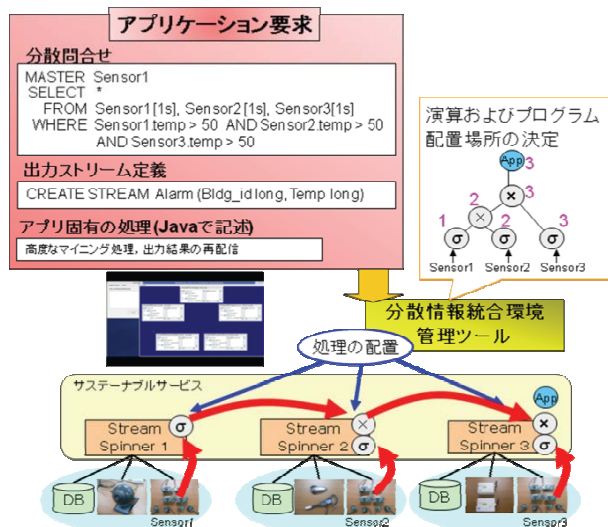 アプリケーション要求
分散問合せ
MASTER Sensor1
SELECT *
FROM Sensor1[1s], Sensor2[1s], Sensor3[1s]
WHERE Sensor1.temp > 50 AND Sensor2.temp > 50
AND Sensor3.temp > 50
出力ストリーム定義
CREATE STREAM Alarm (Bldg_id long, Temp long)
アプリ固有の処理(Javaで記述)
高度なマイニング処理, 出力結果の再配信
演算およびプログラム
配置場所の決定
App 3
× 3
2 ×
1 σ 2 σ σ 3
Sensor1 Sensor2 Sensor3
分散情報統合環境
管理ツール
処理の配置
サステーナブルサービス
App
Stream
Spinner 1
σ
Stream
Spinner 2
×
σ
Stream
Spinner 3
×
σ
DB
Sensor1
DB
Sensor2
DB
Sensor3